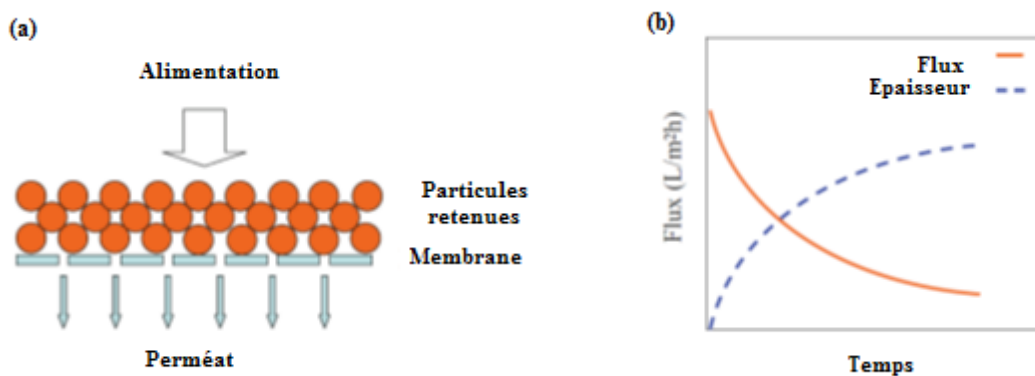 (a)
Alimentation
Particules
retenues
Membrane
Perméat
(b)
Flux
Epaisseur
Flux (L/m²h)
Temps